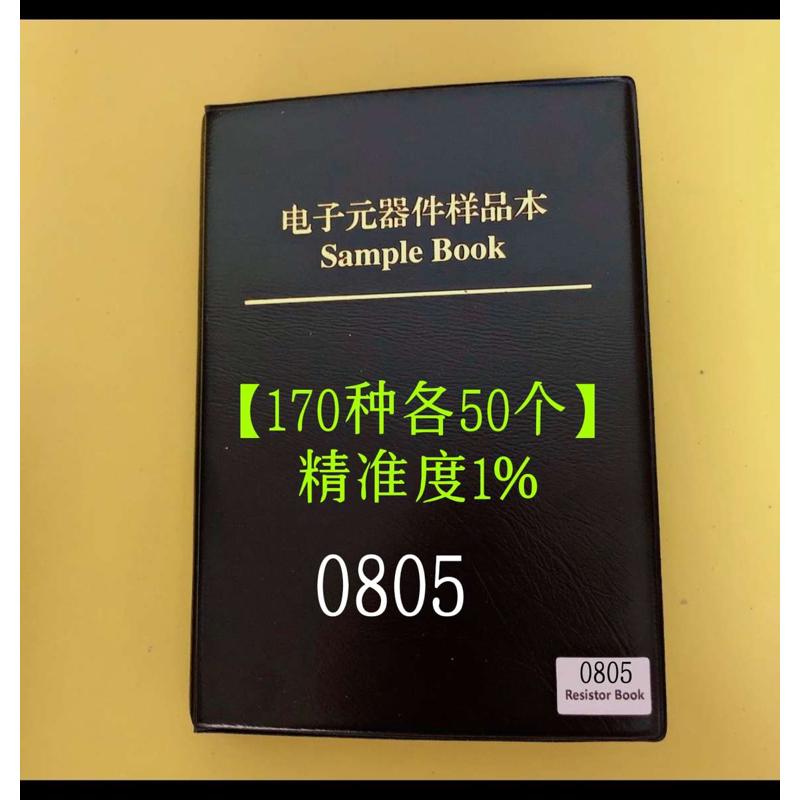 电子元器件样品本
Sample Book
【170种各50个】
精准度1%
0805
0805
Resistor Book